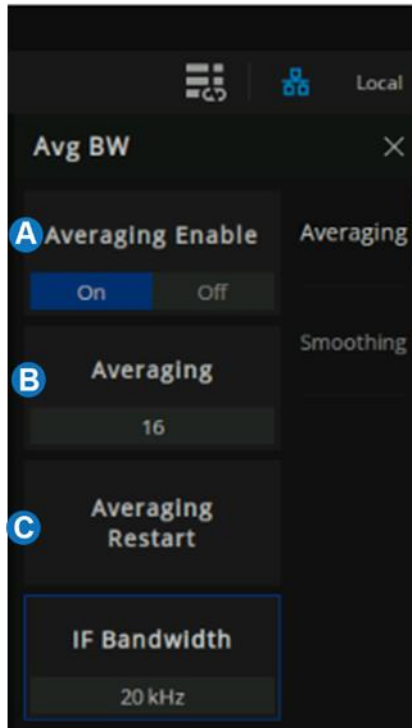 Local
Avg BW
A
Averaging Enable
On Off
Averaging
Smoothing
B
Averaging
16
C
Averaging
Restart
IF Bandwidth
20 kHz